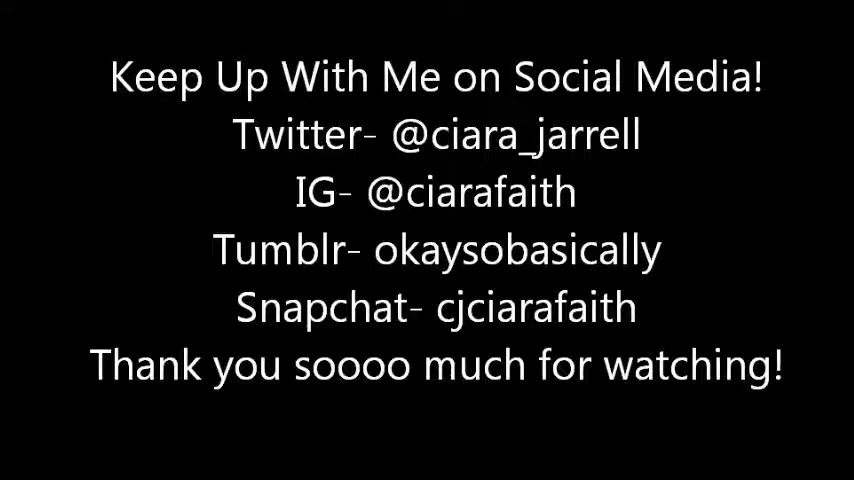 Keep Up With Me on Social Media!
Twitter- @ciara_jarrell
IG- @ciarafaith
Tumblr- okaysobasically
Snapchat- cjciarafaith
Thank you soooo much for watching!